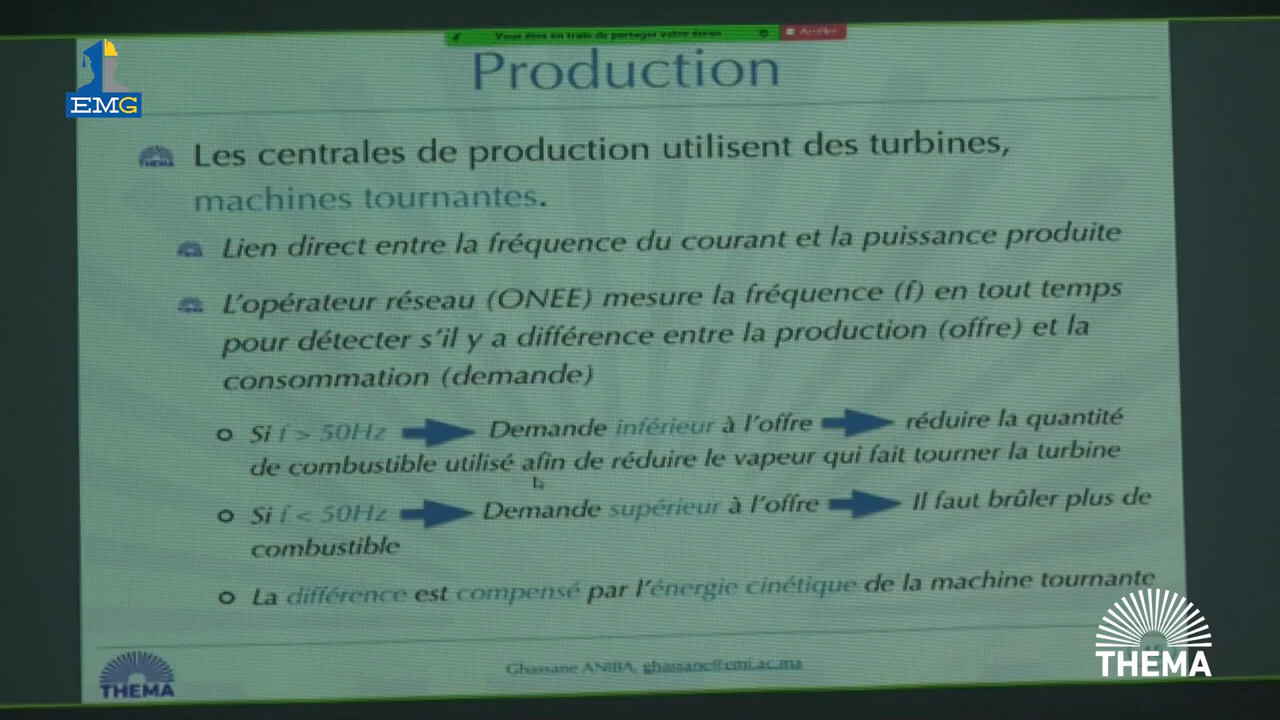 Vous êtes en train de partager votre écran
EMG
Production
Les centrales de production utilisent des turbines,
machines tournantes.
Lien direct entre la fréquence du courant et la puissance produite
L'opérateur réseau (ONEE) mesure la fréquence (f) en tout temps
pour détecter s'il y a différence entre la production (offre) et la
consommation (demande)
Si f > 50Hz Demande inférieur à l'offre réduire la quantité
de combustible utilisé afin de réduire le vapeur qui fait tourner la turbine
Si f < 50Hz Demande supérieur à l'offre Il faut brûler plus de
combustible
La différence est compensé par l'énergie cinétique de la machine tournante
THEMA
Ghassane ANIBA, ghassane@emi.ac.ma
THEMA